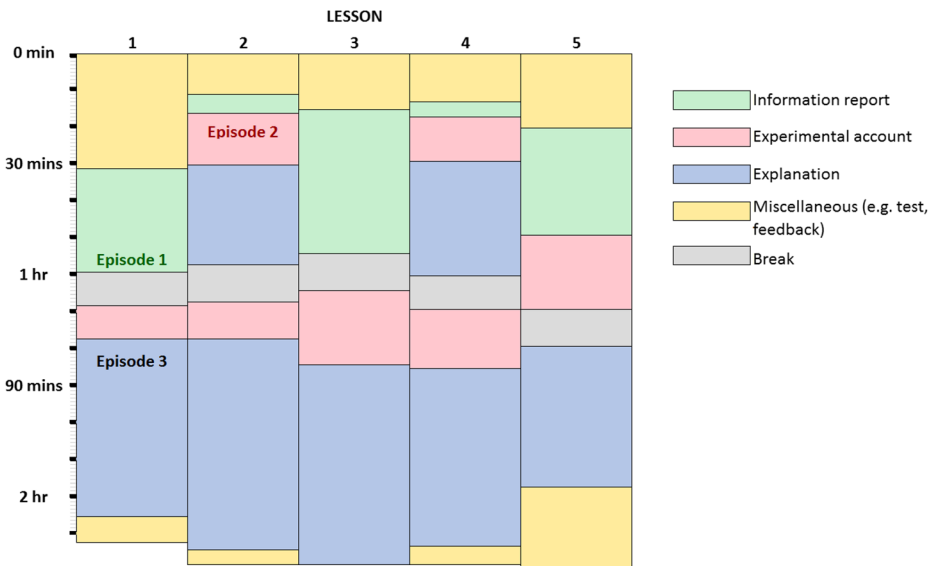 LESSON
1 2 3 4 5
0 min
30 mins
1 hr
90 mins
2 hr
Episode 2
Episode 1
Episode 3
Information report
Experimental account
Explanation
Miscellaneous (e.g. test,
feedback)
Break